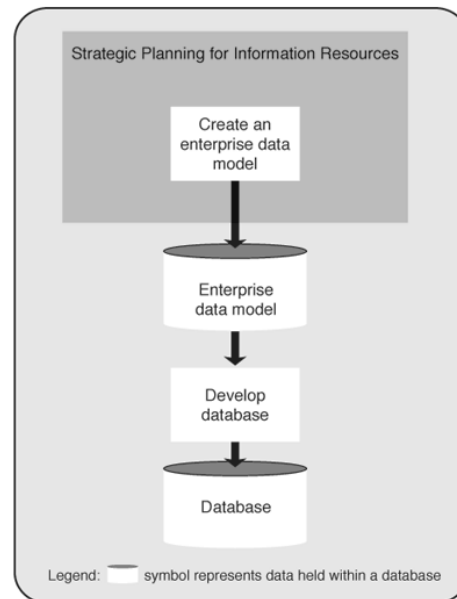 Strategic Planning for Information Resources
Create an
enterprise data
model
Enterprise
data model
Develop
database
Database
Legend: symbol represents data held within a database